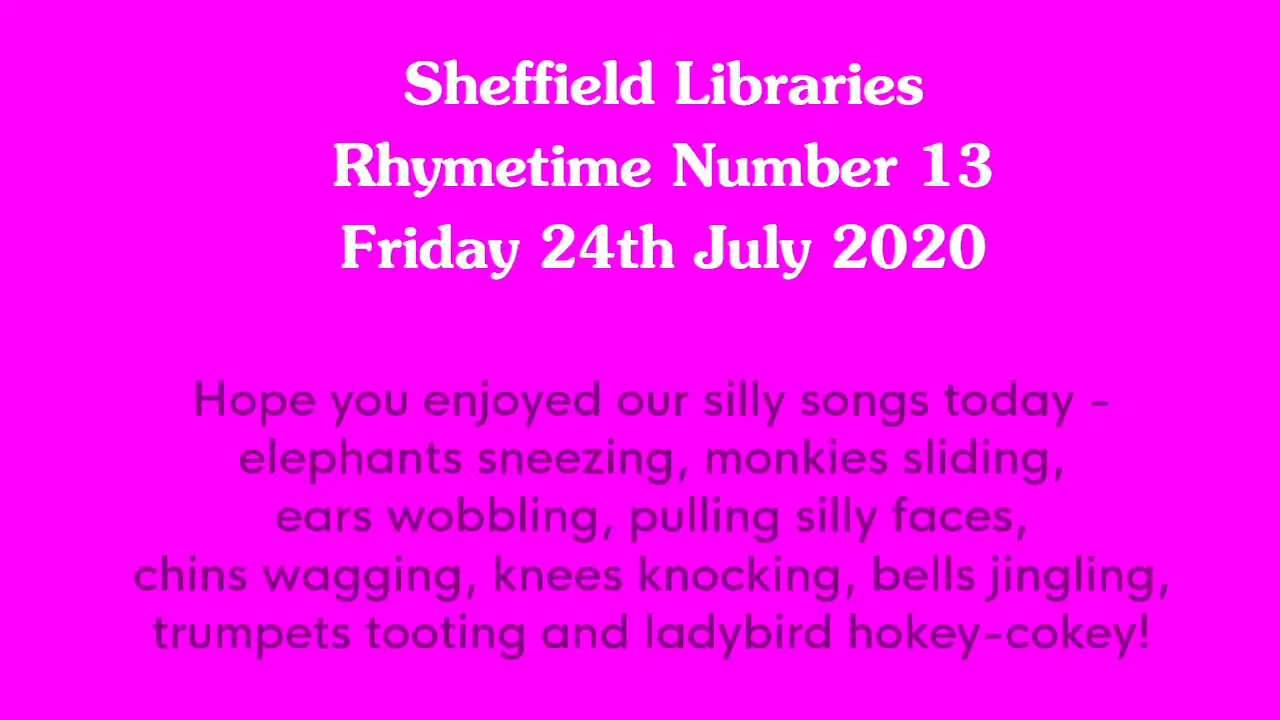 Sheffield Libraries
Rhymetime Number 13
Friday 24th July 2020
Hope you enjoyed our silly songs today -
elephants sneezing, monkies sliding,
ears wobbling, pulling silly faces,
chins wagging, knees knocking, bells jingling,
trumpets tooting and ladybird hokey-cokey!